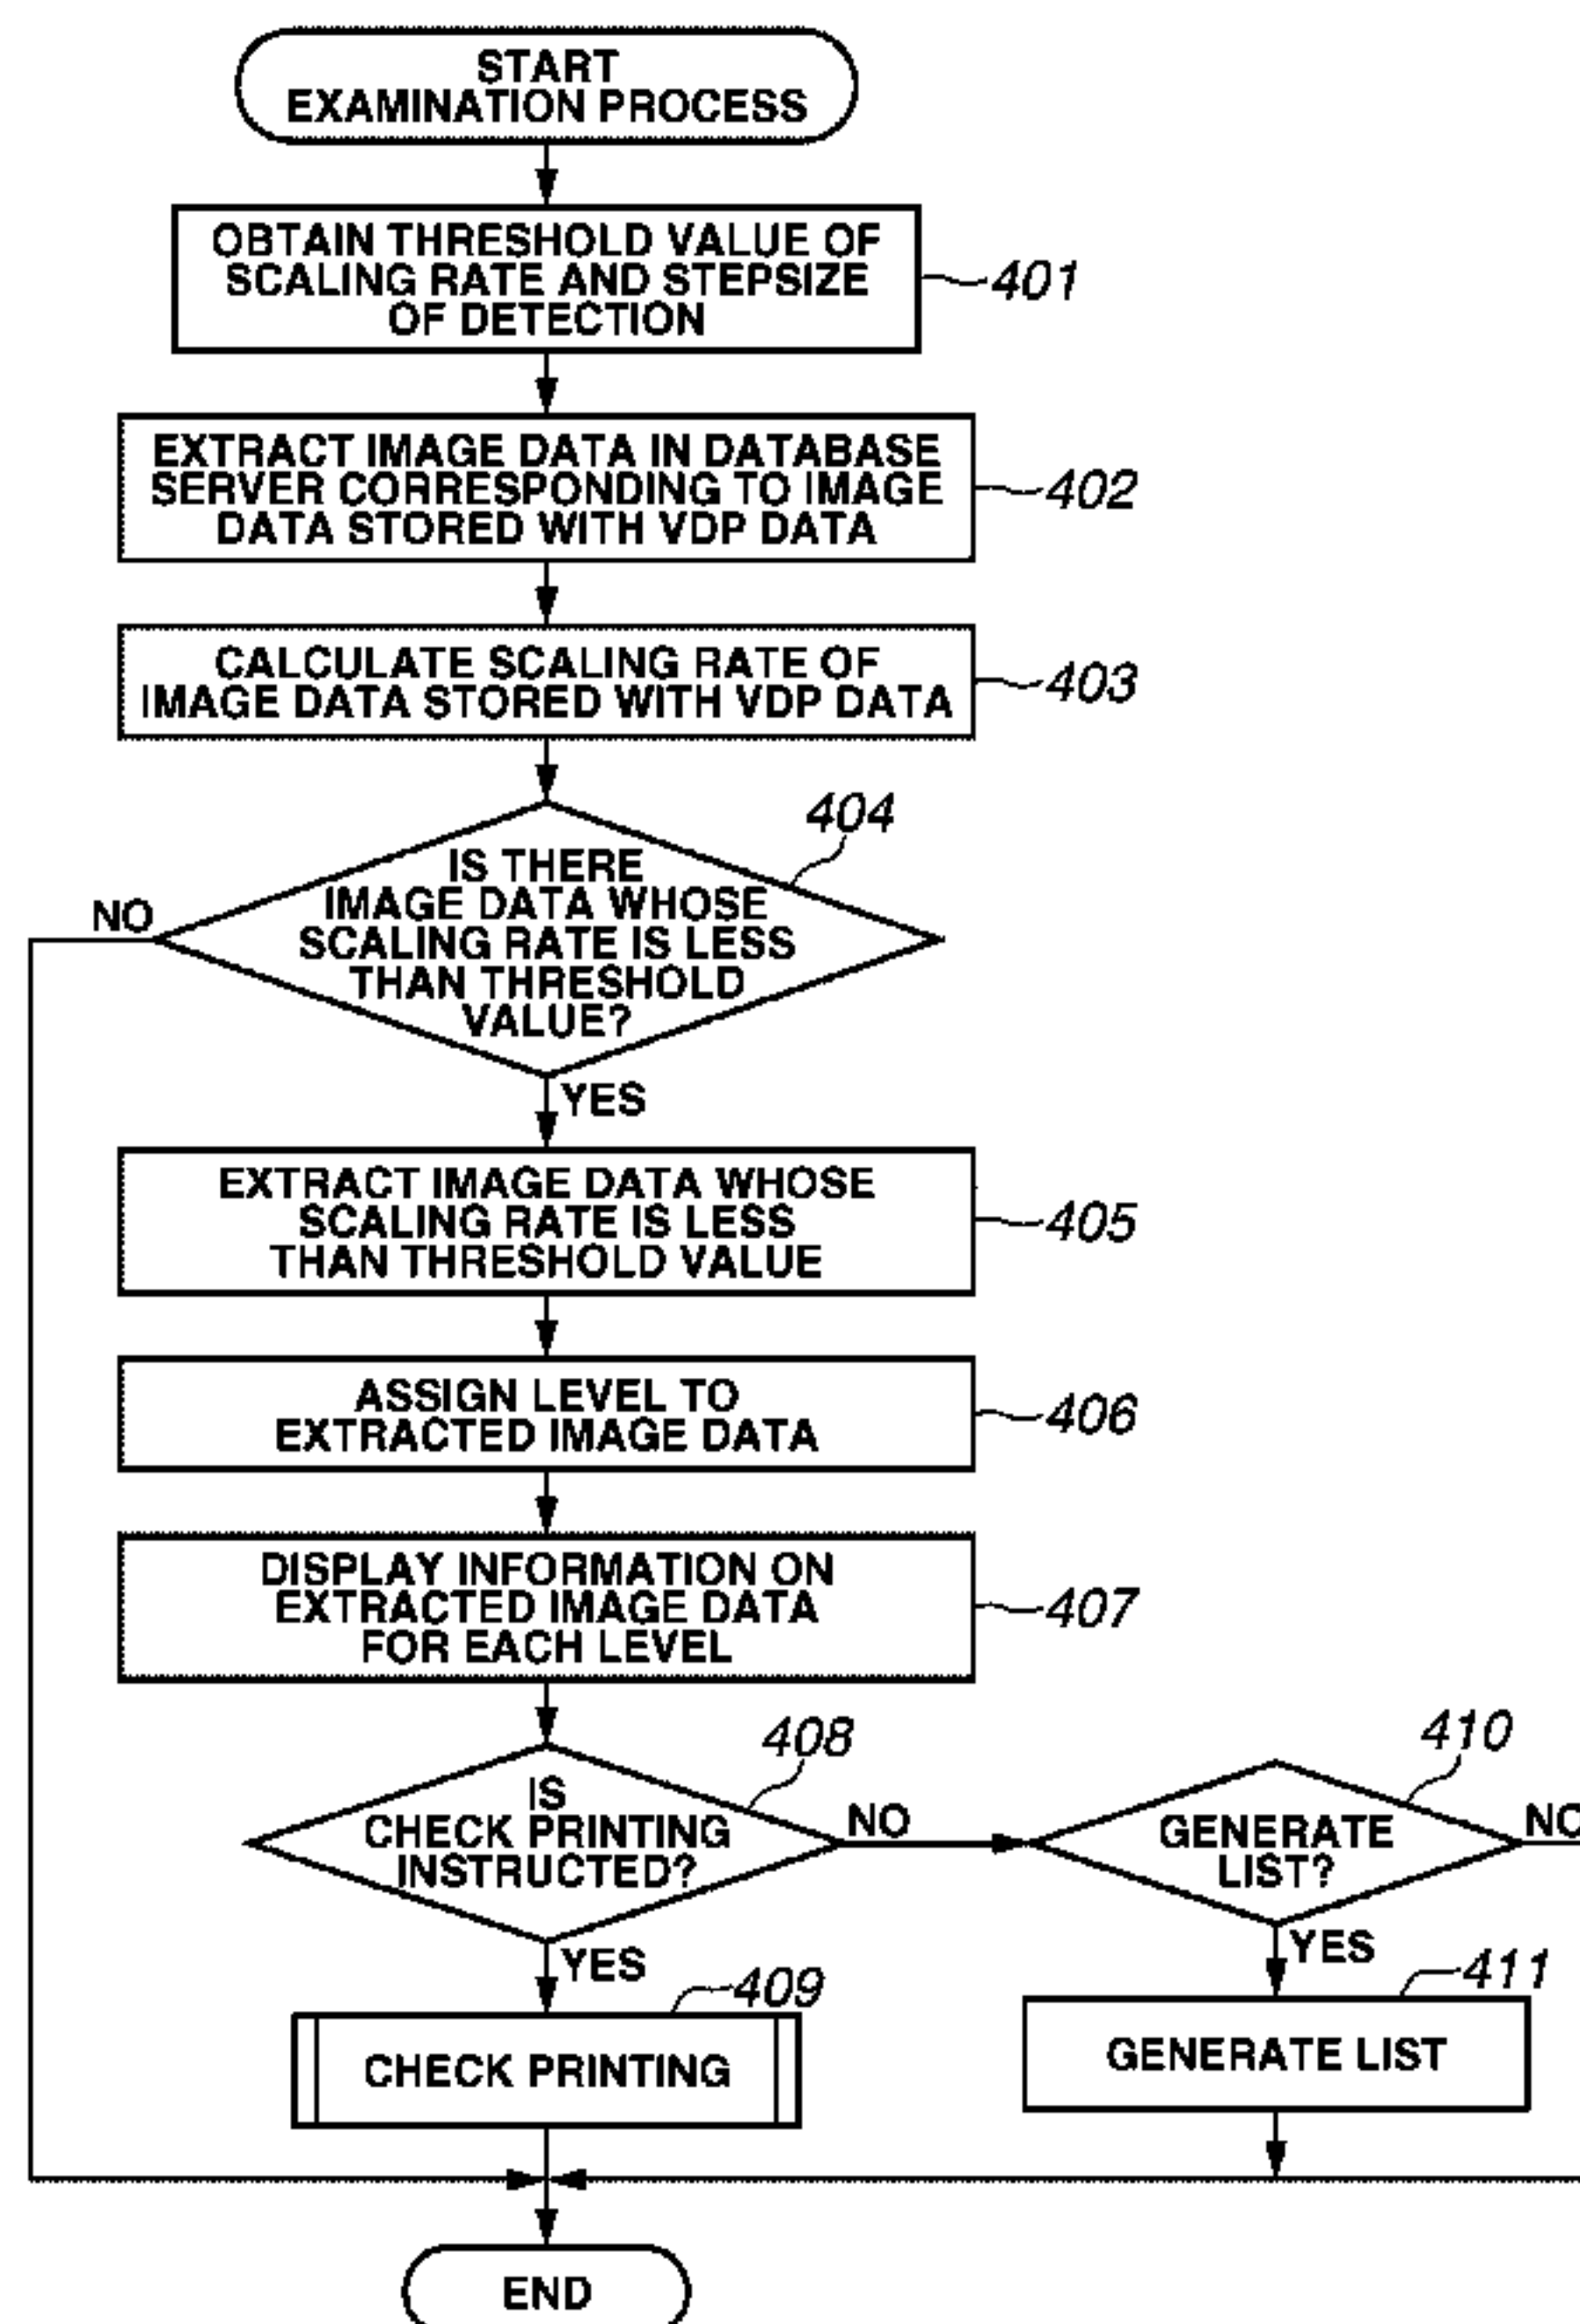 START
EXAMINATION PROCESS
OBTAIN THRESHOLD VALUE OF
SCALING RATE AND STEPSIZE
OF DETECTION
401
EXTRACT IMAGE DATA IN DATABASE
SERVER CORRESPONDING TO IMAGE
DATA STORED WITH VDP DATA
402
CALCULATE SCALING RATE OF
IMAGE DATA STORED WITH VDP DATA
403
404
IS THERE
IMAGE DATA WHOSE
SCALING RATE IS LESS
THAN THRESHOLD
VALUE?
NO
YES
EXTRACT IMAGE DATA WHOSE
SCALING RATE IS LESS
THAN THRESHOLD VALUE
405
ASSIGN LEVEL TO
EXTRACTED IMAGE DATA
406
DISPLAY INFORMATION ON
EXTRACTED IMAGE DATA
FOR EACH LEVEL
407
408
IS
CHECK PRINTING
INSTRUCTED?
NO
410
GENERATE
LIST?
NO
YES
409
CHECK PRINTING
YES
411
GENERATE LIST
END